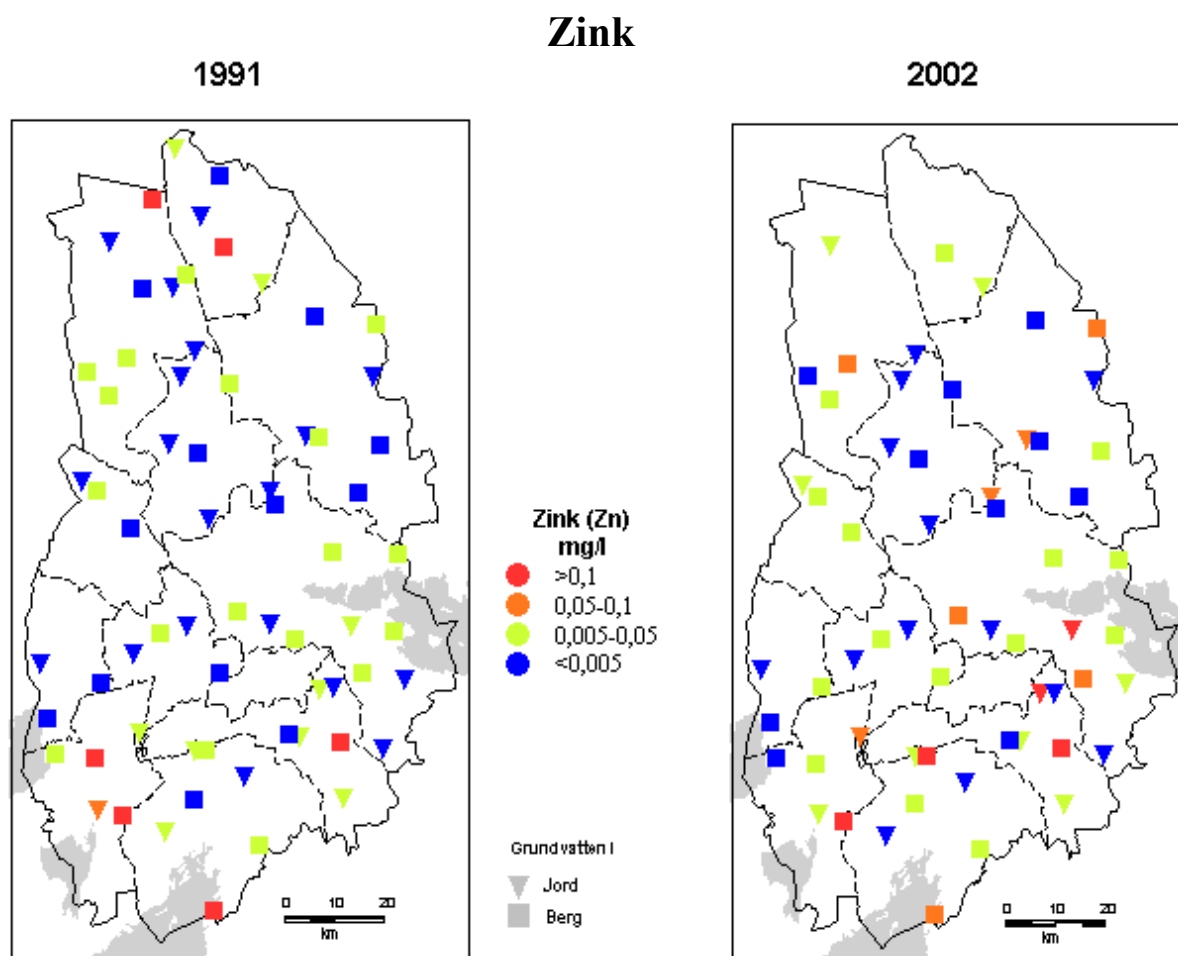 Zink
1991
2002
Zink (Zn)
mg/l
>0,1
0,05-0,1
0,005-0,05
<0,005
Grundvatten i
Jord
Berg
0 10 20
km
0 10 20
km